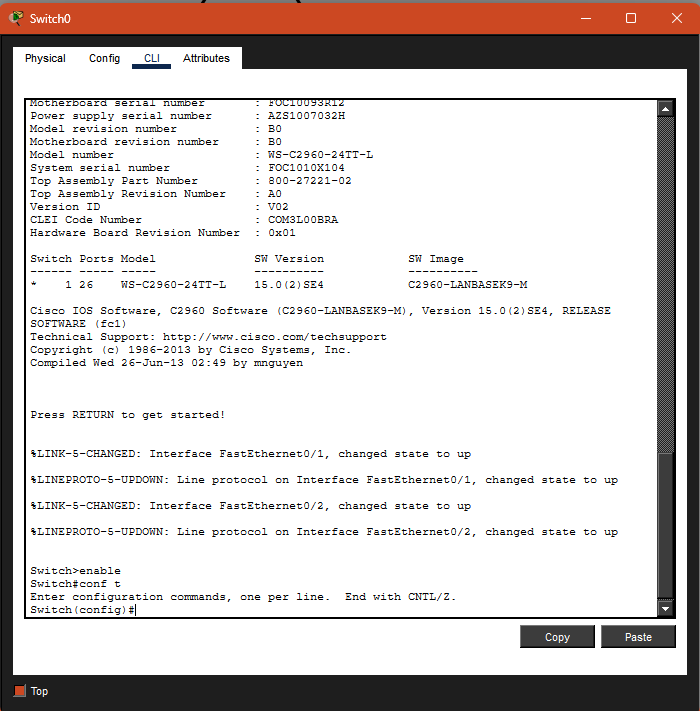 Switch0
Physical Config CLI Attributes
Motherboard serial number : FOC10093R12
Power supply serial number : AZS1007032H
Model revision number : B0
Motherboard revision number : B0
Model number : WS-C2960-24TT-L
System serial number : FOC1010X104
Top Assembly Part Number : 800-27221-02
Top Assembly Revision Number : A0
Version ID : V02
CLEI Code Number : COM3L00BRA
Hardware Board Revision Number : 0x01
Switch Ports Model SW Version SW Image
------ ----- ----- ---------- ----------
* 1 26 WS-C2960-24TT-L 15.0(2)SE4 C2960-LANBASEK9-M
Cisco IOS Software, C2960 Software (C2960-LANBASEK9-M), Version 15.0(2)SE4, RELEASE
SOFTWARE (fc1)
Technical Support: http://www.cisco.com/techsupport
Copyright (c) 1986-2013 by Cisco Systems, Inc.
Compiled Wed 26-Jun-13 02:49 by mnguyen
Press RETURN to get started!
%LINK-5-CHANGED: Interface FastEthernet0/1, changed state to up
%LINEPROTO-5-UPDOWN: Line protocol on Interface FastEthernet0/1, changed state to up
%LINK-5-CHANGED: Interface FastEthernet0/2, changed state to up
%LINEPROTO-5-UPDOWN: Line protocol on Interface FastEthernet0/2, changed state to up
Switch>enable
Switch#conf t
Enter configuration commands, one per line. End with CNTL/Z.
Switch(config)#
Copy Paste
Top